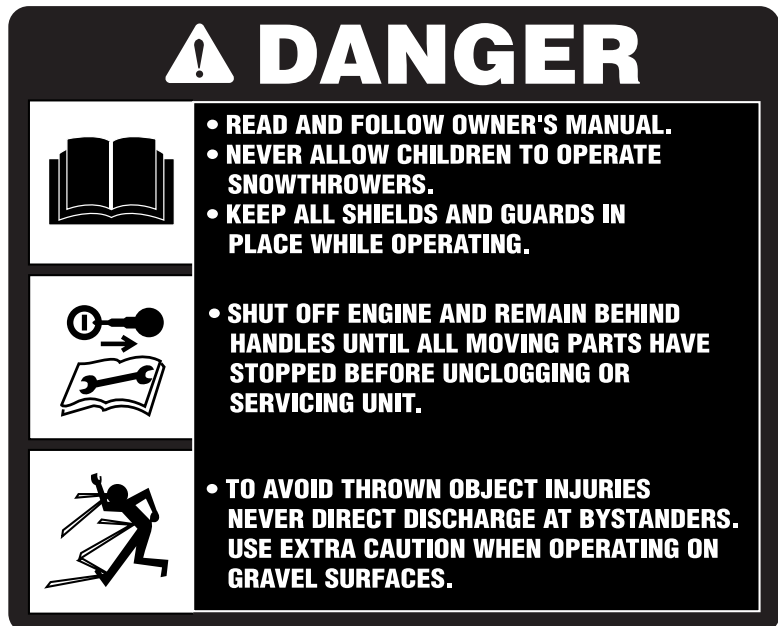 DANGER
• READ AND FOLLOW OWNER'S MANUAL.
• NEVER ALLOW CHILDREN TO OPERATE
SNOWTHROWERS.
• KEEP ALL SHIELDS AND GUARDS IN
PLACE WHILE OPERATING.
• SHUT OFF ENGINE AND REMAIN BEHIND
HANDLES UNTIL ALL MOVING PARTS HAVE
STOPPED BEFORE UNCLOGGING OR
SERVICING UNIT.
• TO AVOID THROWN OBJECT INJURIES
NEVER DIRECT DISCHARGE AT BYSTANDERS.
USE EXTRA CAUTION WHEN OPERATING ON
GRAVEL SURFACES.